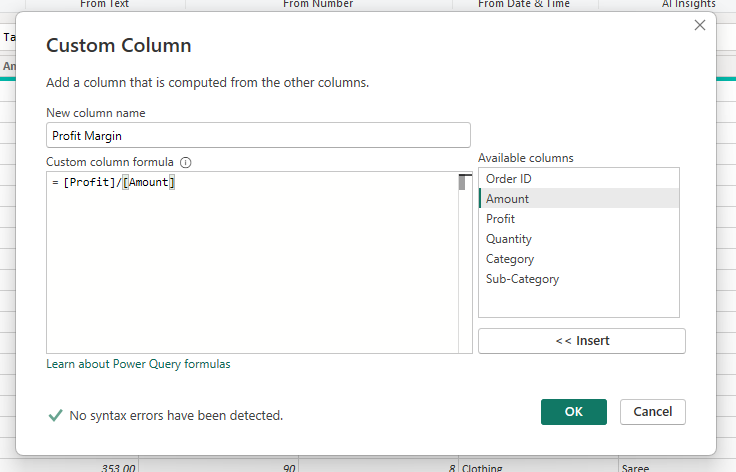 From Text From Number From Date & Time AI Insights
Custom Column
Add a column that is computed from the other columns.
New column name
Profit Margin
Custom column formula
= [Profit]/[Amount]
Available columns
Order ID
Amount
Profit
Quantity
Category
Sub-Category
<< Insert
Learn about Power Query formulas
No syntax errors have been detected.
OK
Cancel
353.00 90 8 Clothing Saree